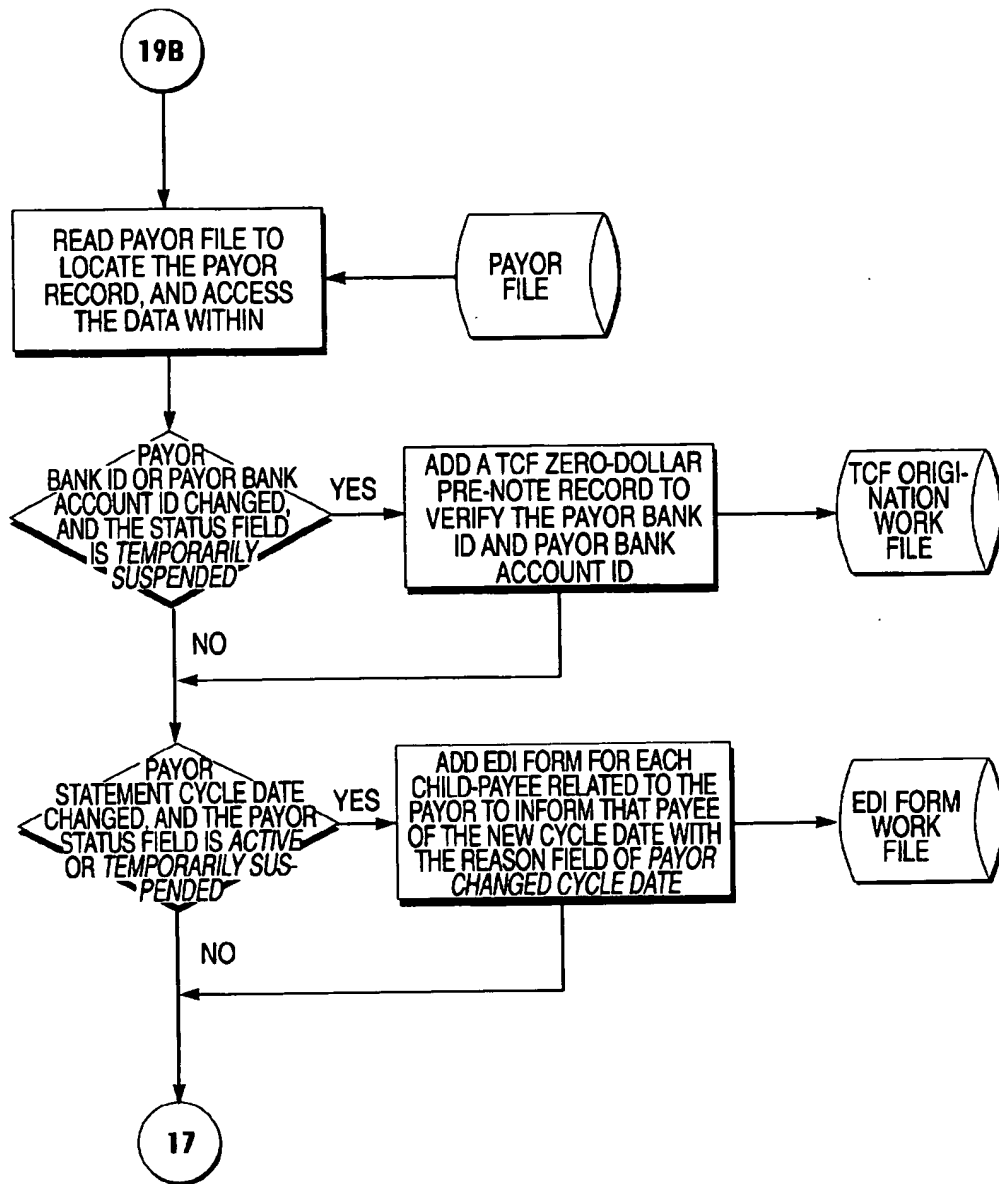 19B
READ PAYOR FILE TO
LOCATE THE PAYOR
RECORD, AND ACCESS
THE DATA WITHIN
PAYOR
FILE
PAYOR
BANK ID OR PAYOR BANK
ACCOUNT ID CHANGED,
AND THE STATUS FIELD
IS TEMPORARILY
SUSPENDED
YES
ADD A TCF ZERO-DOLLAR
PRE-NOTE RECORD TO
VERIFY THE PAYOR BANK
ID AND PAYOR BANK
ACCOUNT ID
TCF ORIGI-
NATION
WORK
FILE
NO
PAYOR
STATEMENT CYCLE DATE
CHANGED, AND THE PAYOR
STATUS FIELD IS ACTIVE
OR TEMPORARILY SUS-
PENDED
YES
ADD EDI FORM FOR EACH
CHILD-PAYEE RELATED TO THE
PAYOR TO INFORM THAT PAYEE
OF THE NEW CYCLE DATE WITH
THE REASON FIELD OF PAYOR
CHANGED CYCLE DATE
EDI FORM
WORK
FILE
NO
17